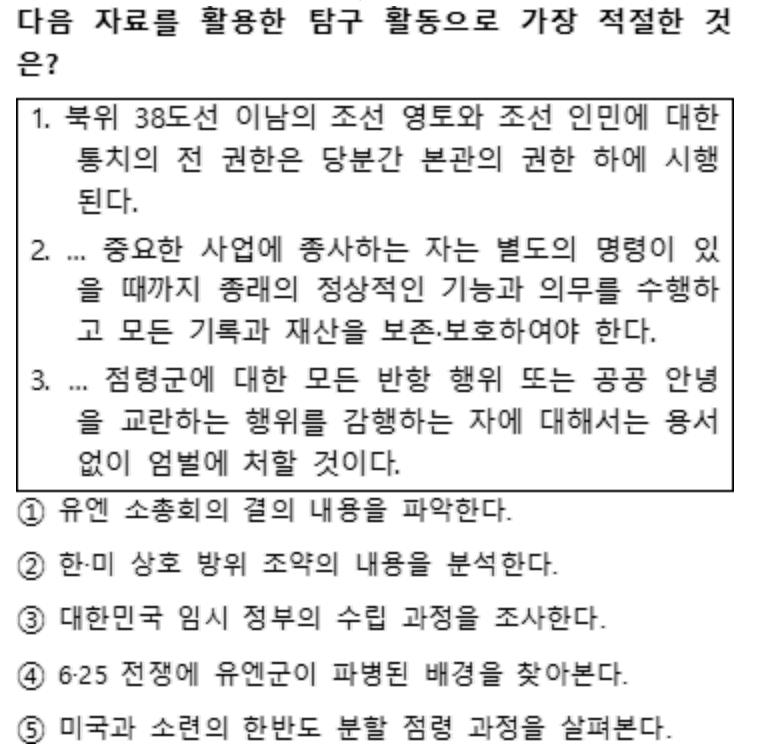 다음 자료를 활용한 탐구 활동으로 가장 적절한 것
은?
1. 북위 38도선 이남의 조선 영토와 조선 인민에 대한
통치의 전 권한은 당분간 본관의 권한 하에 시행
된다.
2. ... 중요한 사업에 종사하는 자는 별도의 명령이 있
을 때까지 종래의 정상적인 기능과 의무를 수행하
고 모든 기록과 재산을 보존·보호하여야 한다.
3. ... 점령군에 대한 모든 반항 행위 또는 공공 안녕
을 교란하는 행위를 감행하는 자에 대해서는 용서
없이 엄벌에 처할 것이다.
① 유엔 소총회의 결의 내용을 파악한다.
② 한·미 상호 방위 조약의 내용을 분석한다.
③ 대한민국 임시 정부의 수립 과정을 조사한다.
④ 6·25 전쟁에 유엔군이 파병된 배경을 찾아본다.
⑤ 미국과 소련의 한반도 분할 점령 과정을 살펴본다.